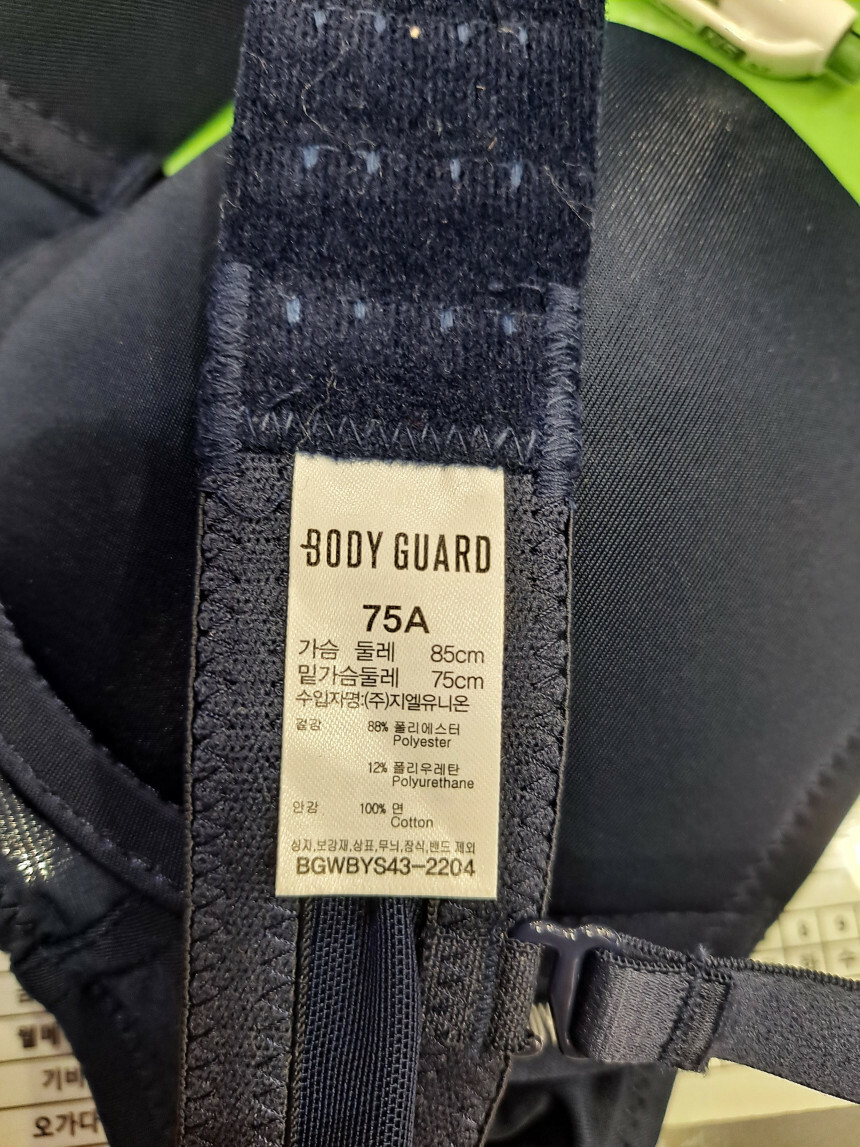 BODY GUARD
75A
가슴 둘레 85cm
밑가슴둘레 75cm
수입자명:(주)지엘유니온
겉감 88% 폴리에스터
Polyester
12% 폴리우레탄
Polyurethane
안감 100% 면
Cotton
심지,보강재,상표,무늬,장식,밴드 제외
BGWBYS43-2204
기비
오가다